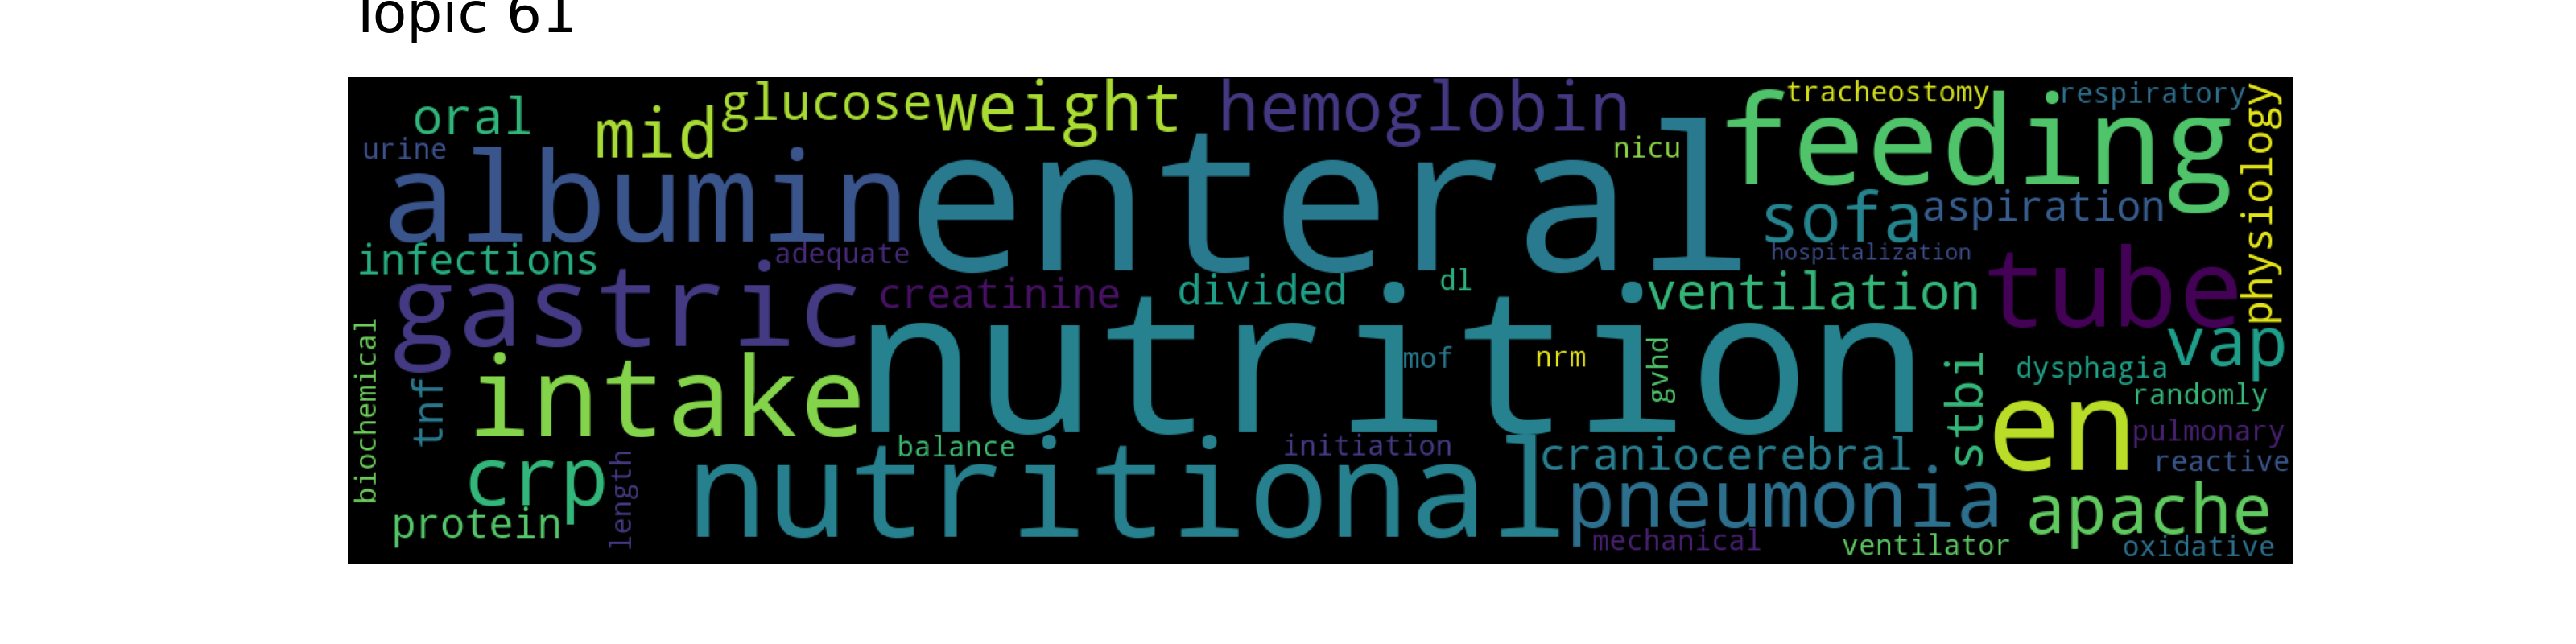 Topic 61
oral
mid
glucose
weight
hemoglobin
tracheostomy
respiratory
urine
nicu
feeding
physiology
albumin
enteral
sofa
aspiration
infections
adequate
hospitalization
gastric
creatinine
divided
dl
ventilation
tube
biochemical
tnf
intake
nutrition
mof
nrm
gvhd
stbi
dysphagia
vap
randomly
en
pulmonary
crp
length
balance
initiation
craniocerebral
reactive
protein
nutritional
pneumonia
apache
mechanical
ventilator
oxidative